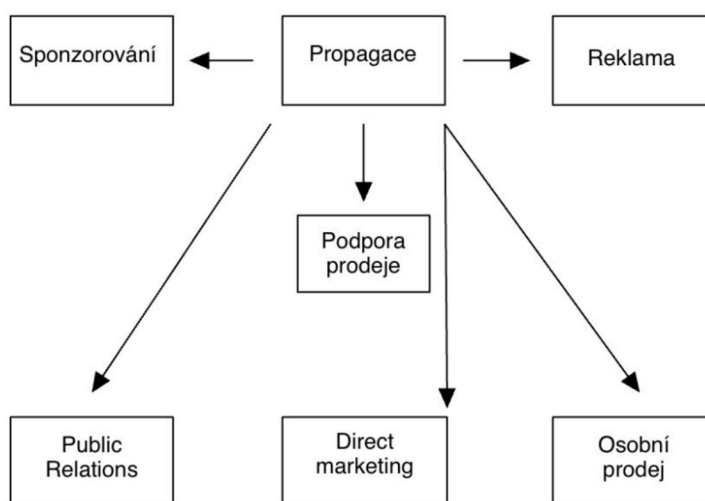 Sponzorování
Propagace
Reklama
Podpora
prodeje
Public
Relations
Direct
marketing
Osobní
prodej